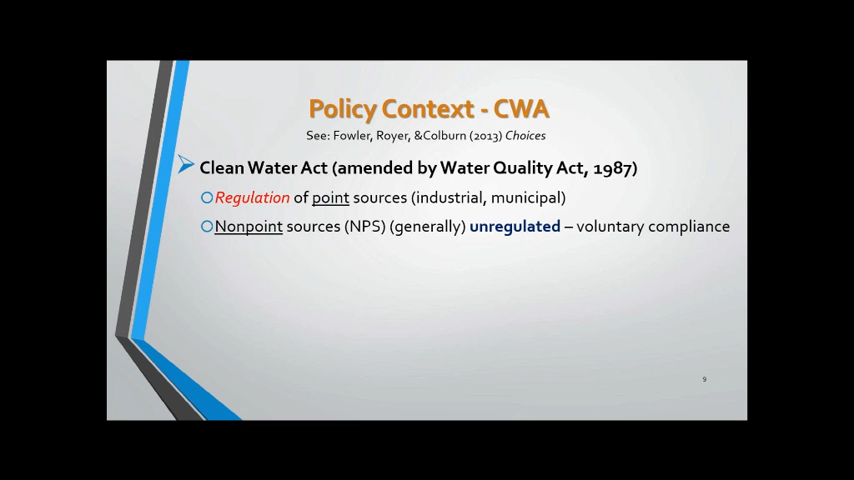 Policy Context - CWA
See: Fowler, Royer, &Colburn (2013) Choices
Clean Water Act (amended by Water Quality Act, 1987)
Regulation of point sources (industrial, municipal)
Nonpoint sources (NPS) (generally) unregulated – voluntary compliance
9